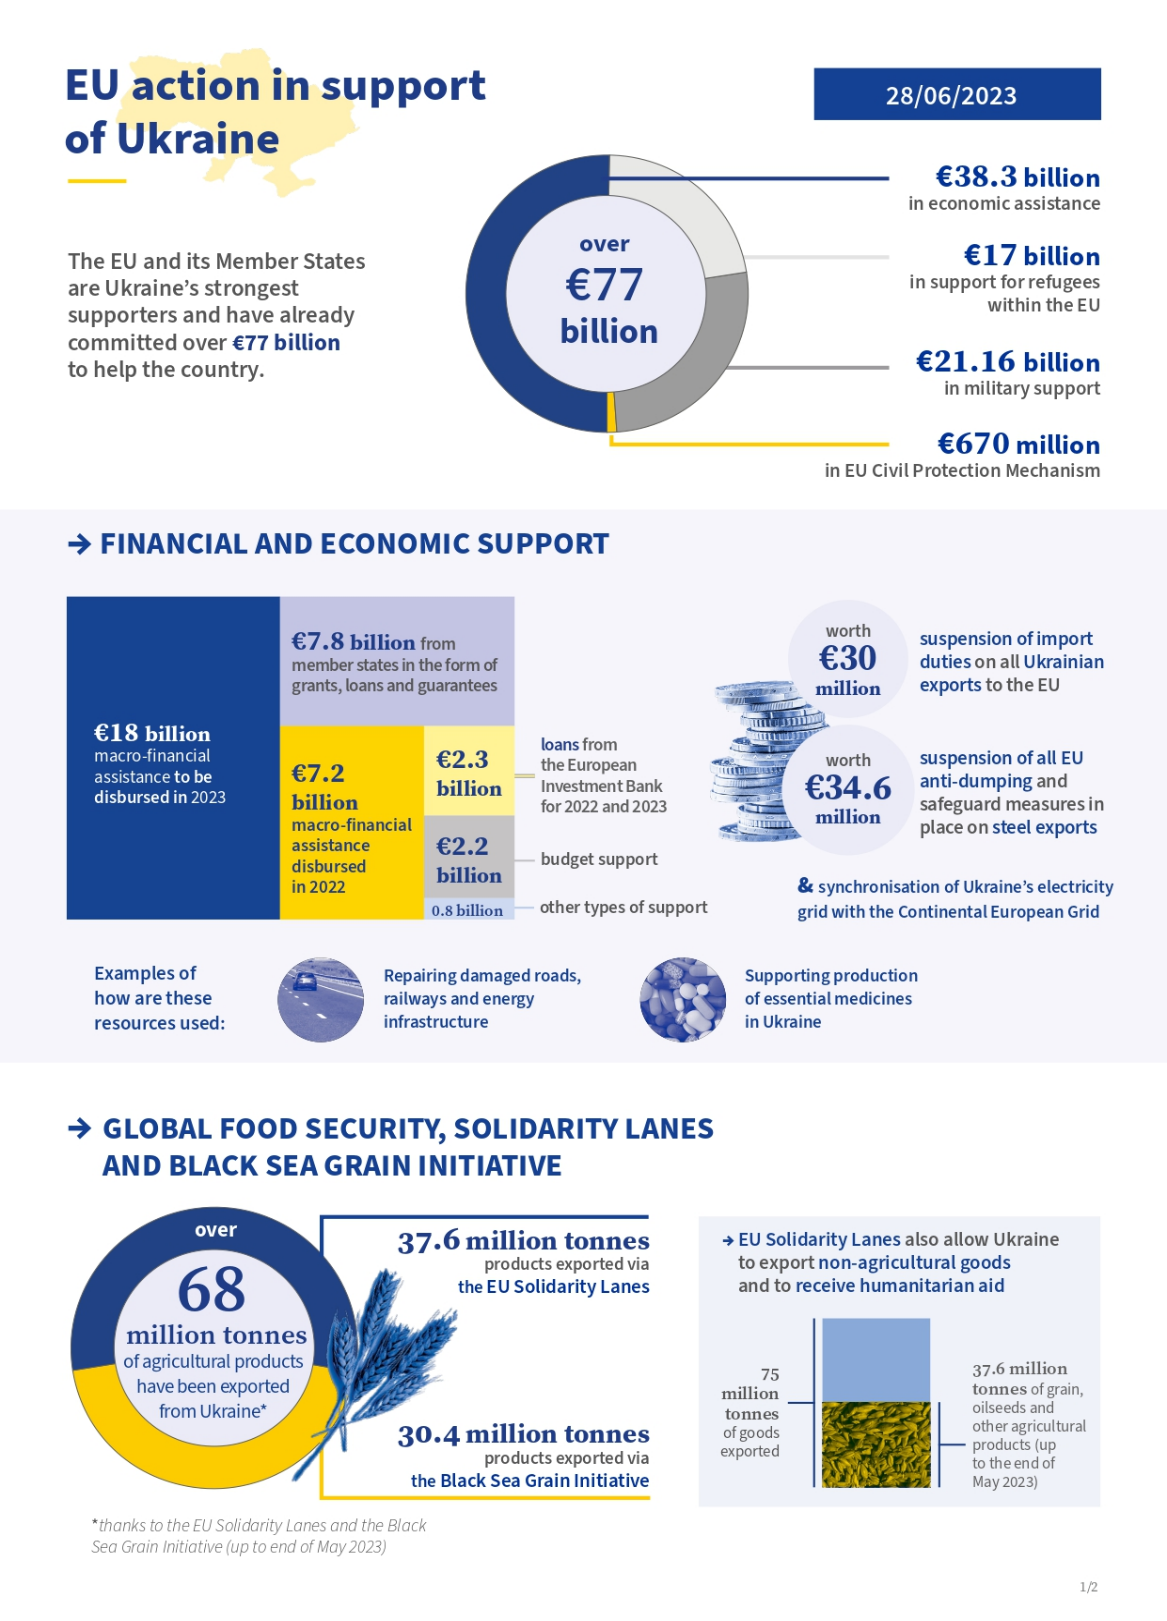 EU action in support
of Ukraine
28/06/2023
The EU and its Member States
are Ukraine’s strongest
supporters and have already
committed over €77 billion
to help the country.
over
€77
billion
€38.3 billion
in economic assistance
€17 billion
in support for refugees
within the EU
€21.16 billion
in military support
€670 million
in EU Civil Protection Mechanism
→ FINANCIAL AND ECONOMIC SUPPORT
€18 billion
macro-financial
assistance to be
disbursed in 2023
€7.8 billion from
member states in the form of
grants, loans and guarantees
€7.2
billion
macro-financial
assistance
disbursed
in 2022
€2.3
billion
loans from
the European
Investment Bank
for 2022 and 2023
€2.2
billion
budget support
0.8 billion
other types of support
worth
€30
million
suspension of import
duties on all Ukrainian
exports to the EU
worth
€34.6
million
suspension of all EU
anti-dumping and
safeguard measures in
place on steel exports
& synchronisation of Ukraine’s electricity
grid with the Continental European Grid
Examples of
how are these
resources used:
Repairing damaged roads,
railways and energy
infrastructure
Supporting production
of essential medicines
in Ukraine
→ GLOBAL FOOD SECURITY, SOLIDARITY LANES
AND BLACK SEA GRAIN INITIATIVE
over
68
million tonnes
of agricultural products
have been exported
from Ukraine*
37.6 million tonnes
products exported via
the EU Solidarity Lanes
30.4 million tonnes
products exported via
the Black Sea Grain Initiative
*thanks to the EU Solidarity Lanes and the Black
Sea Grain Initiative (up to end of May 2023)
→ EU Solidarity Lanes also allow Ukraine
to export non-agricultural goods
and to receive humanitarian aid
75
million
tonnes
of goods
exported
37.6 million
tonnes of grain,
oilseeds and
other agricultural
products (up
to the end of
May 2023)
1/2